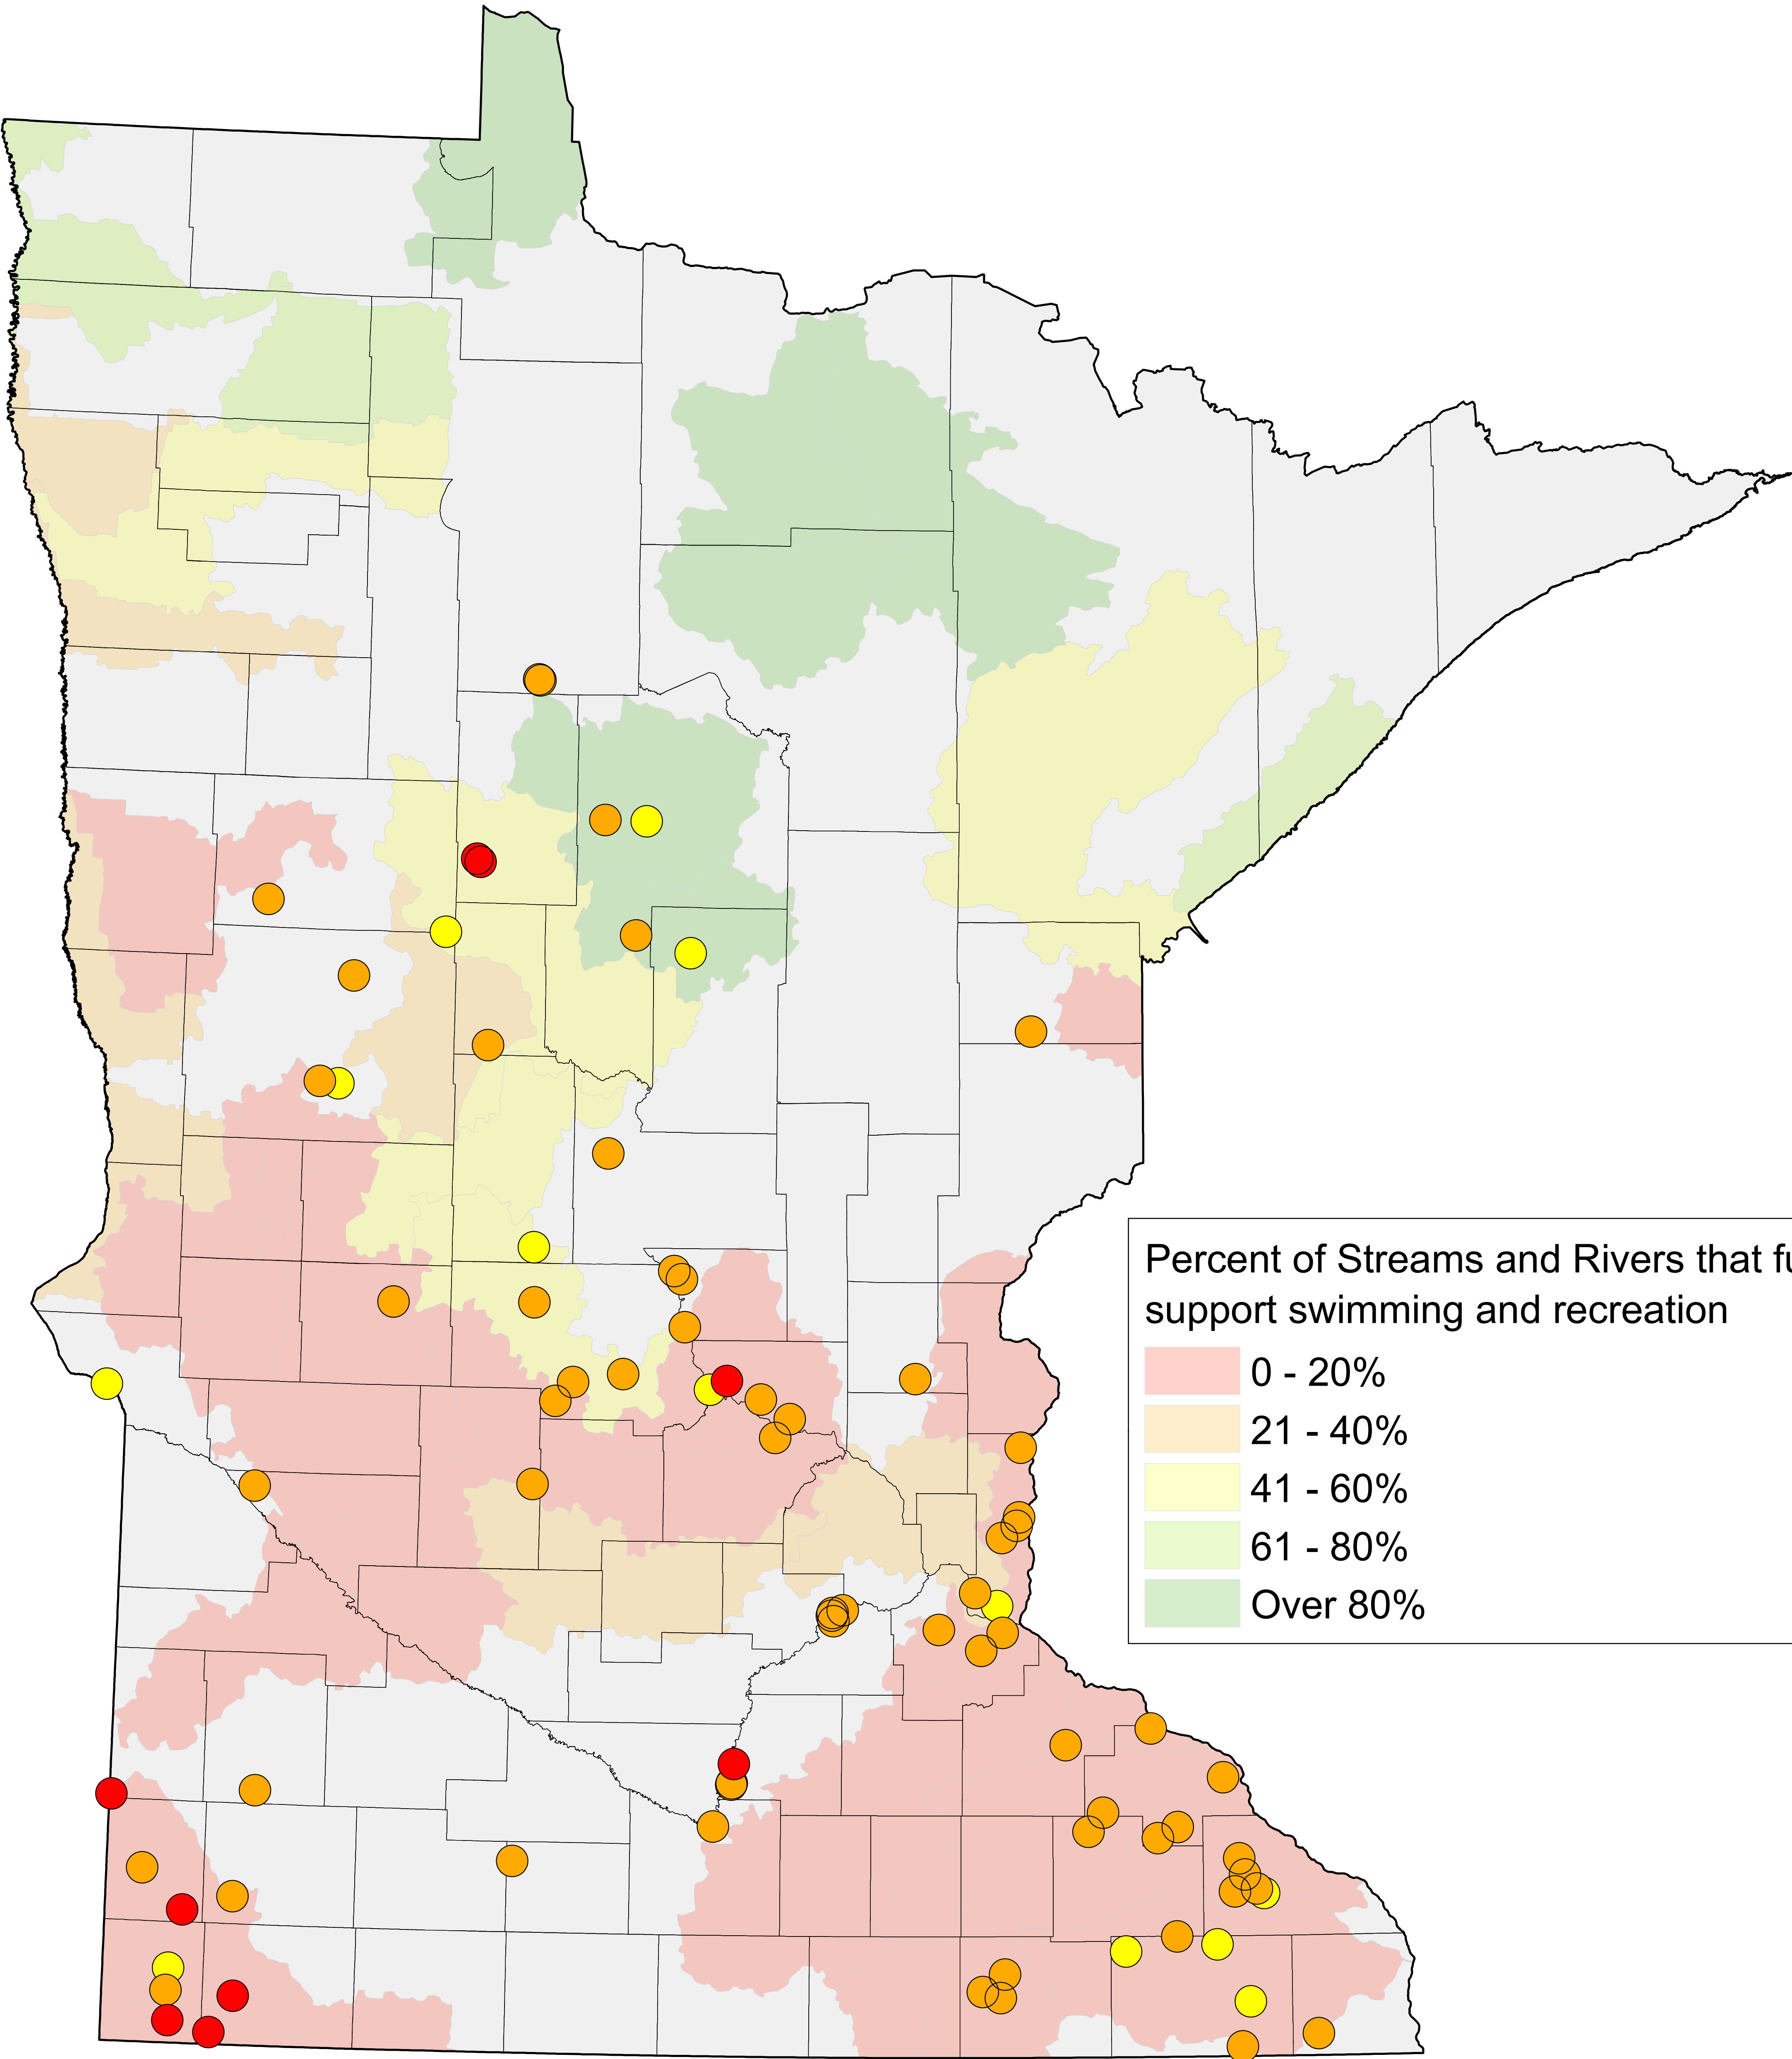 Percent of Streams and Rivers that
support swimming and recreation
0 - 20%
21 - 40%
41 - 60%
61 - 80%
Over 80%